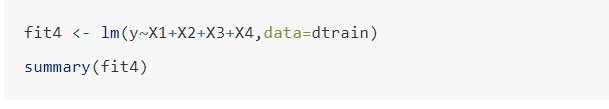 fit4 <- lm(y~X1+X2+X3+X4,data=dtrain)
summary(fit4)